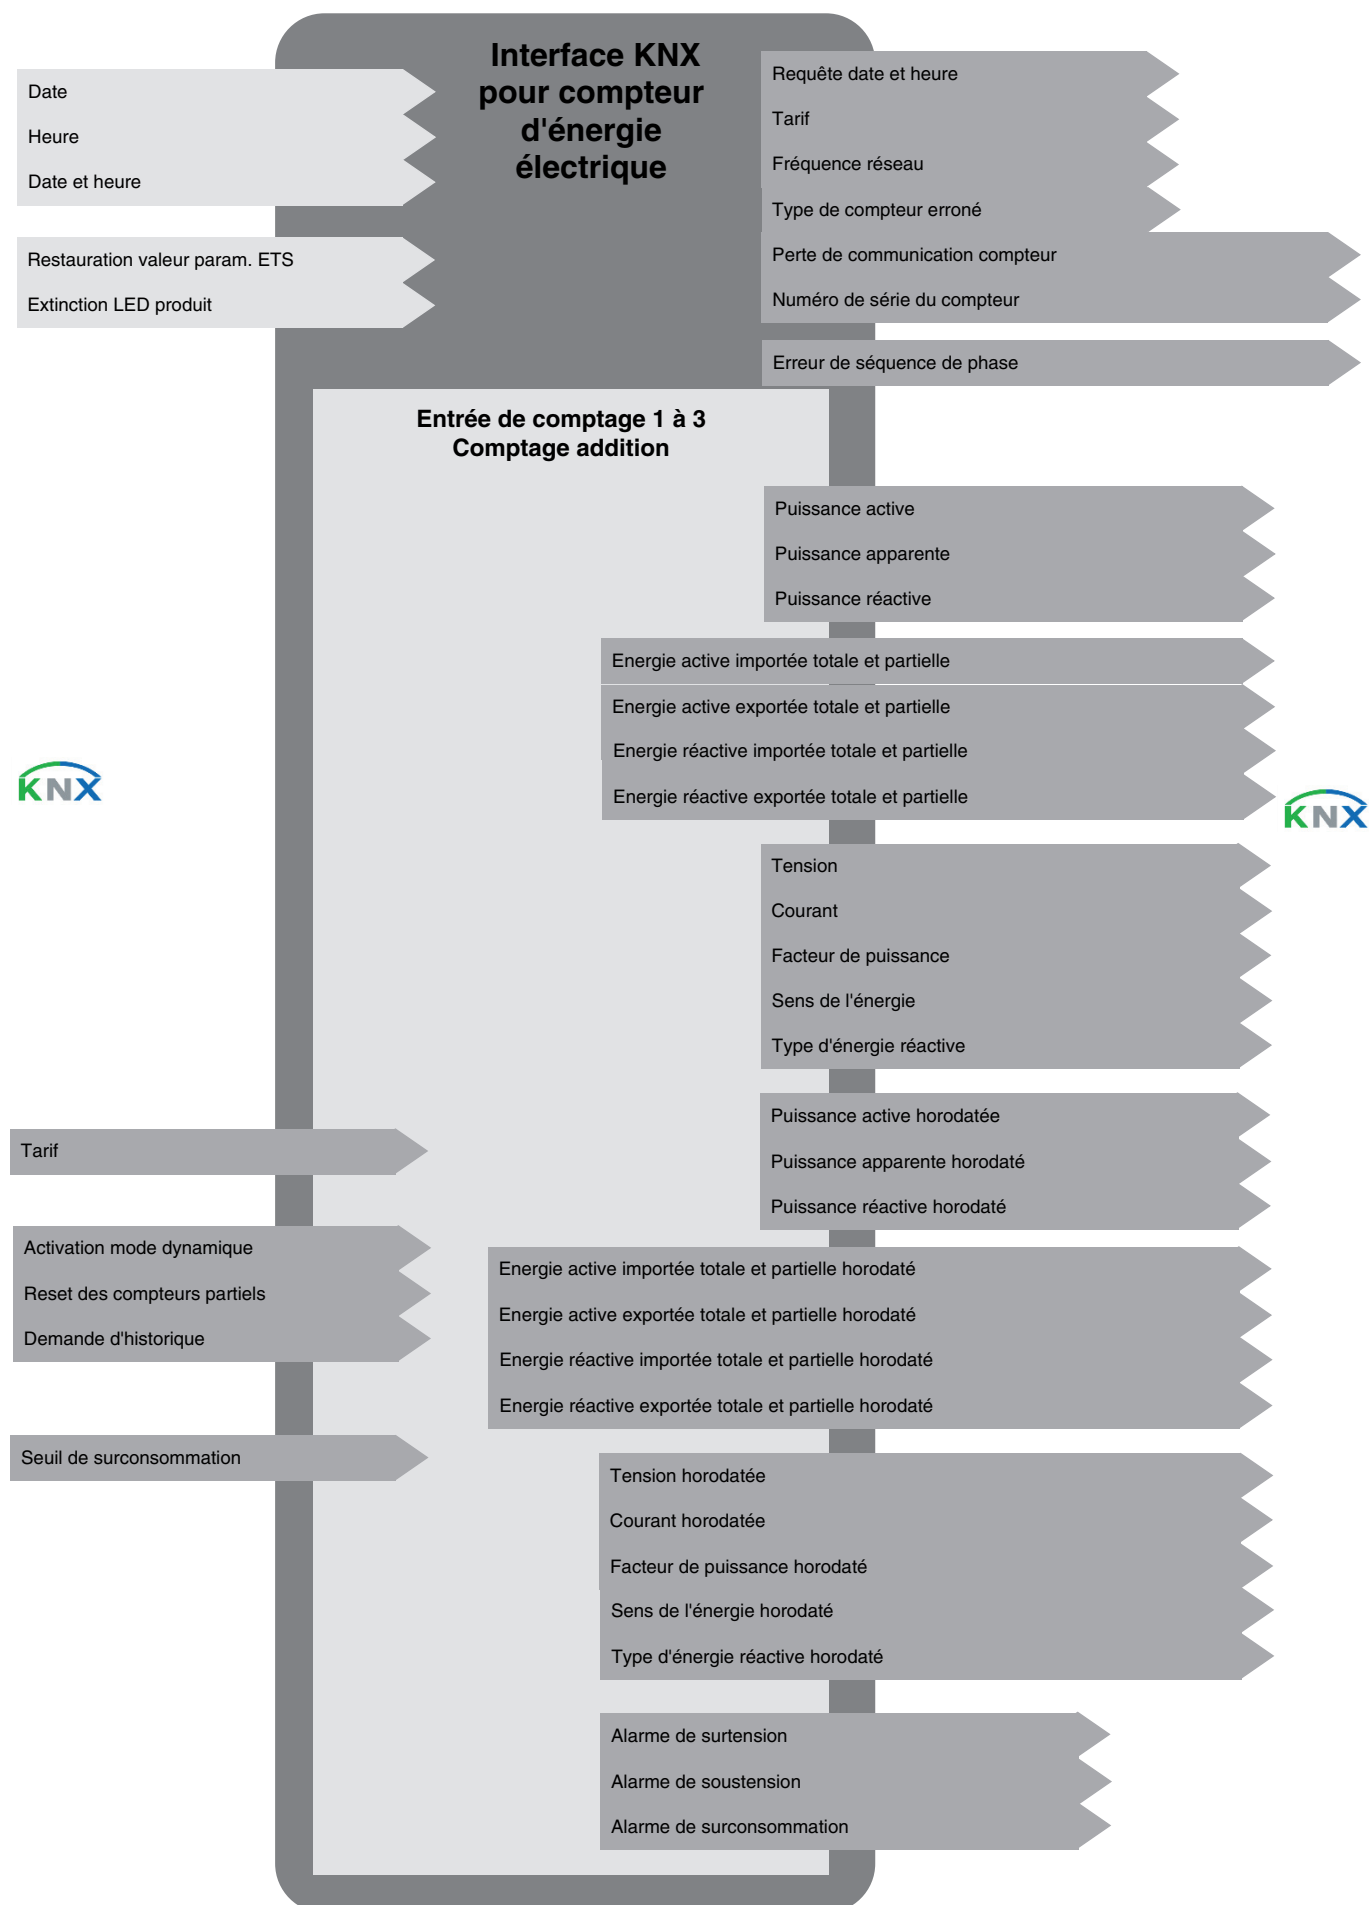 Interface KNX
pour compteur
d'énergie
électrique
Date
Heure
Date et heure
Restauration valeur param. ETS
Extinction LED produit
Requête date et heure
Tarif
Fréquence réseau
Type de compteur erroné
Perte de communication compteur
Numéro de série du compteur
Erreur de séquence de phase
Entrée de comptage 1 à 3
Comptage addition
Puissance active
Puissance apparente
Puissance réactive
Energie active importée totale et partielle
Energie active exportée totale et partielle
Energie réactive importée totale et partielle
Energie réactive exportée totale et partielle
KNX
KNX
Tension
Courant
Facteur de puissance
Sens de l'énergie
Type d'énergie réactive
Tarif
Activation mode dynamique
Reset des compteurs partiels
Demande d'historique
Seuil de surconsommation
Puissance active horodatée
Puissance apparente horodaté
Puissance réactive horodaté
Energie active importée totale et partielle horodaté
Energie active exportée totale et partielle horodaté
Energie réactive importée totale et partielle horodaté
Energie réactive exportée totale et partielle horodaté
Tension horodatée
Courant horodatée
Facteur de puissance horodaté
Sens de l'énergie horodaté
Type d'énergie réactive horodaté
Alarme de surtension
Alarme de soustension
Alarme de surconsommation